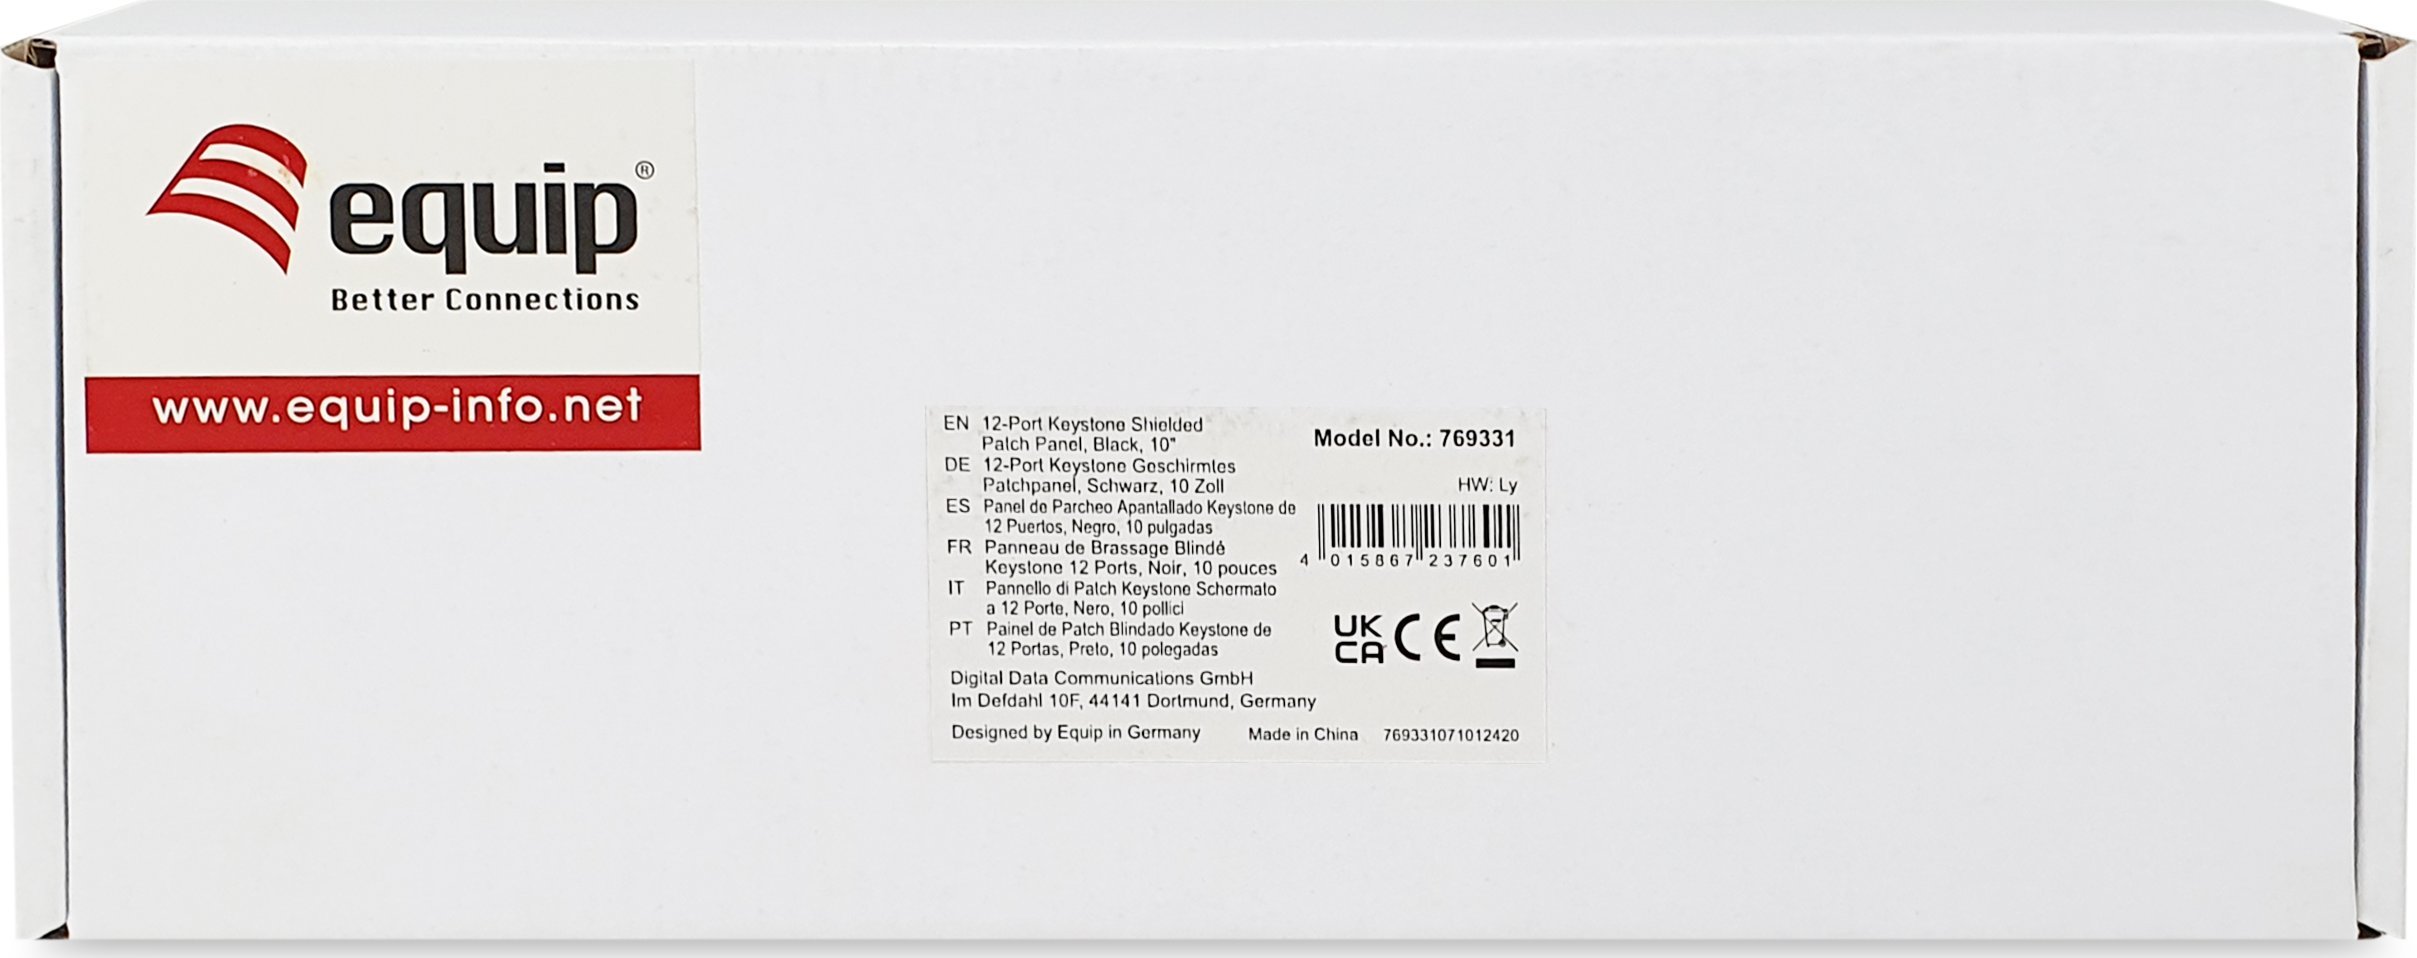 equip®
Better Connections
www.equip-info.net
EN 12-Port Keystone Shielded
Patch Panel, Black, 10"
DE 12-Port Keystone Geschirmtes
Patchpanel, Schwarz, 10 Zoll
ES Panel de Parcheo Apantallado Keystone de
12 Puertos, Negro, 10 pulgadas
FR Panneau de Brassage Blindé
Keystone 12 Ports, Noir, 10 pouces
IT Pannello di Patch Keystone Schermato
a 12 Porte, Nero, 10 pollici
PT Painel de Patch Blindado Keystone de
12 Portas, Preto, 10 polegadas
Model No.: 769331
HW: Ly
4 015867 237601
UK
CA CE
Digital Data Communications GmbH
Im Defdahl 10F, 44141 Dortmund, Germany
Designed by Equip in Germany Made in China 769331071012420